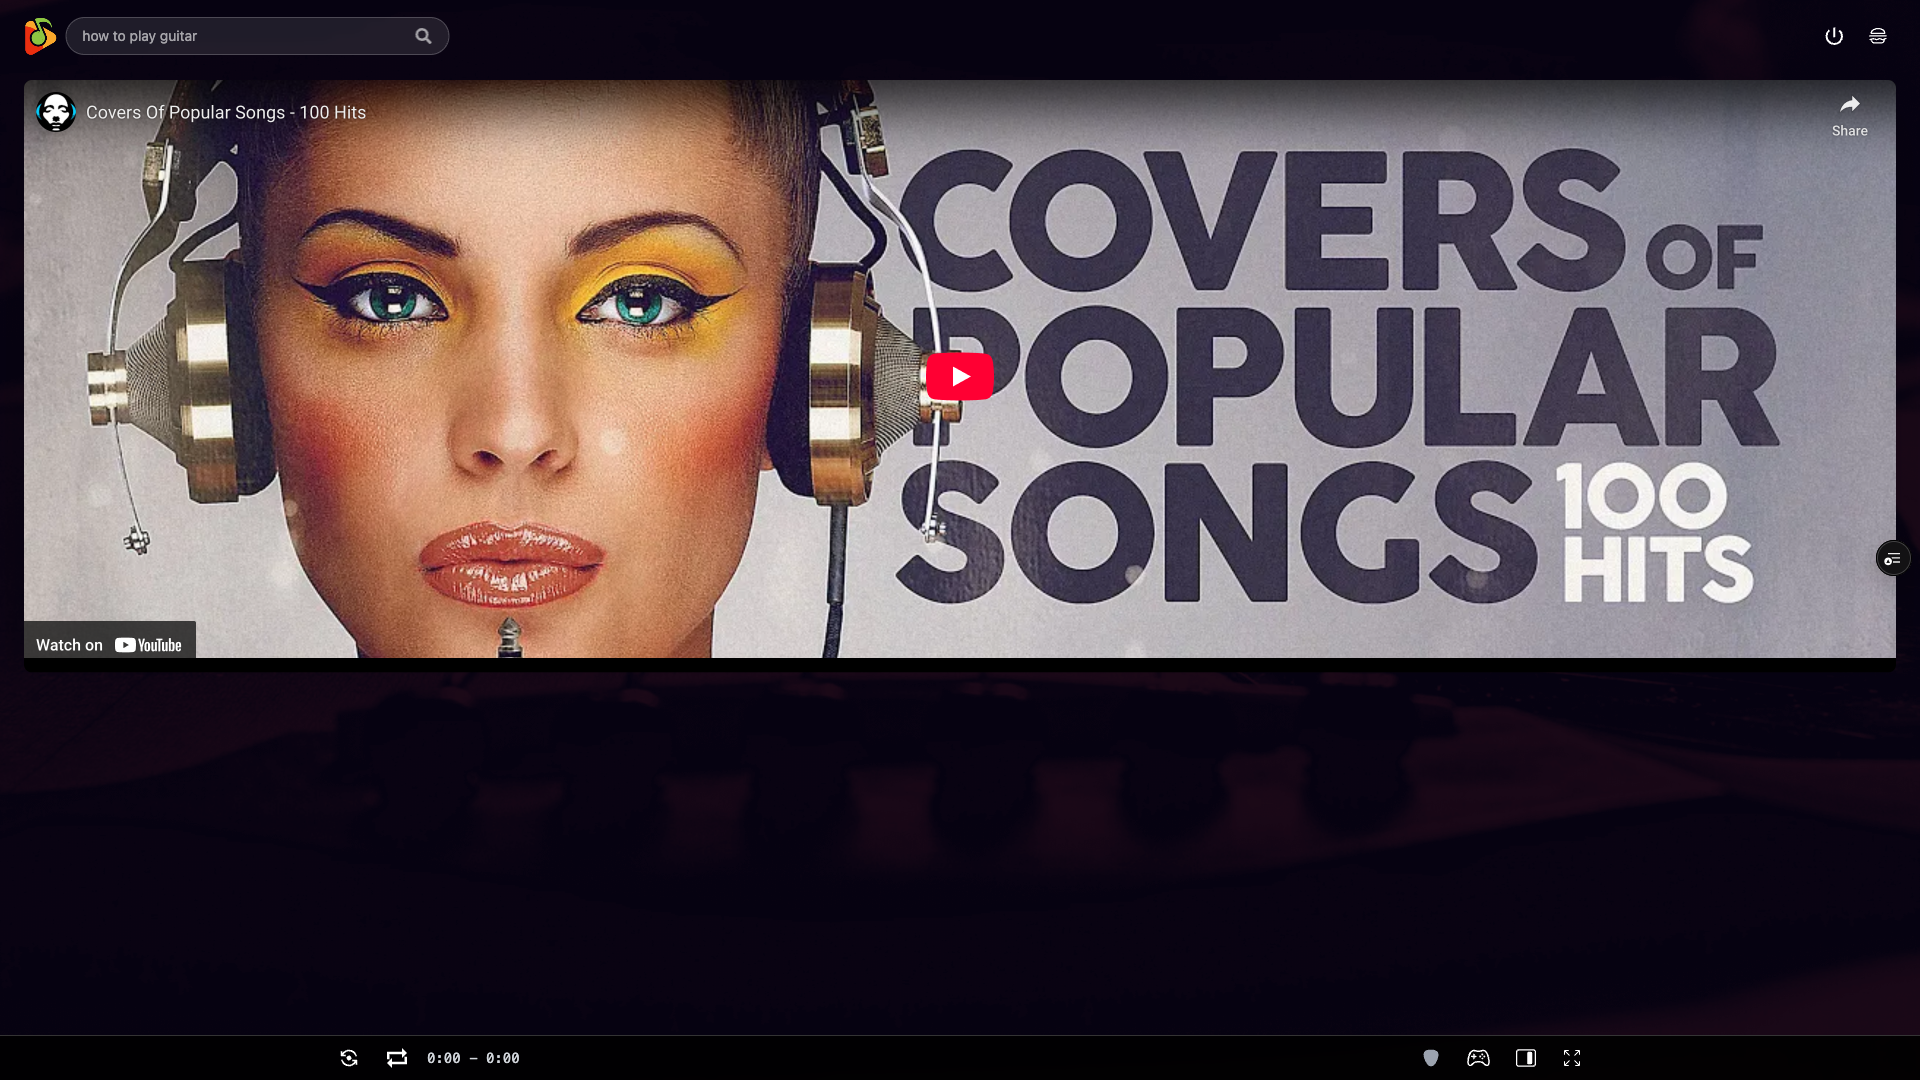 how to play guitar
Covers Of Popular Songs - 100 Hits
Share
COVERS OF
POPULAR
SONGS 100
HITS
Watch on YouTube
0:00 – 0:00